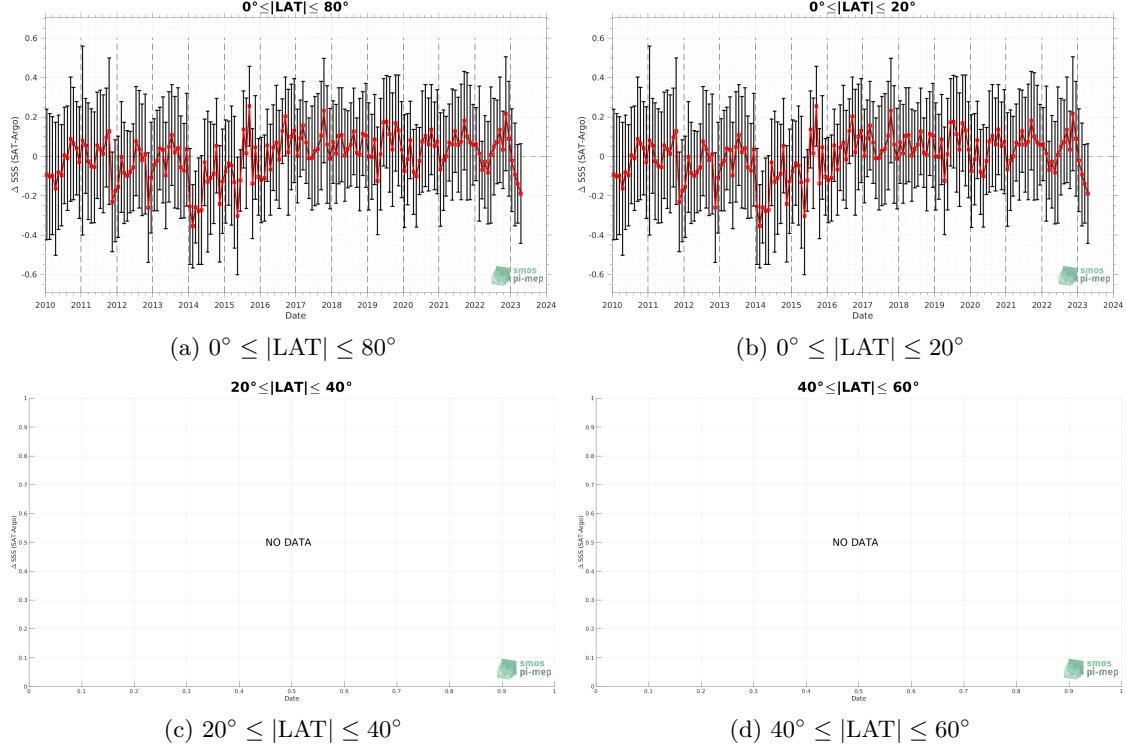 0°≤|LAT|≤ 80°
Δ SSS (SAT-Argo)
0.6
0.4
0.2
0
-0.2
-0.4
-0.6
2010 2011 2012 2013 2014 2015 2016 2017 2018 2019 2020 2021 2022 2023 2024
Date
smos
pi-mep
(a) 0° ≤ |LAT| ≤ 80°
0°≤|LAT|≤ 20°
Δ SSS (SAT-Argo)
0.6
0.4
0.2
0
-0.2
-0.4
-0.6
2010 2011 2012 2013 2014 2015 2016 2017 2018 2019 2020 2021 2022 2023 2024
Date
smos
pi-mep
(b) 0° ≤ |LAT| ≤ 20°
20°≤|LAT|≤ 40°
Δ SSS (SAT-Argo)
1
0.9
0.8
0.7
0.6
0.5
0.4
0.3
0.2
0.1
0
NO DATA
0 0.1 0.2 0.3 0.4 0.5 0.6 0.7 0.8 0.9 1
Date
smos
pi-mep
(c) 20° ≤ |LAT| ≤ 40°
40°≤|LAT|≤ 60°
Δ SSS (SAT-Argo)
1
0.9
0.8
0.7
0.6
0.5
0.4
0.3
0.2
0.1
0
NO DATA
0 0.1 0.2 0.3 0.4 0.5 0.6 0.7 0.8 0.9 1
Date
smos
pi-mep
(d) 40° ≤ |LAT| ≤ 60°